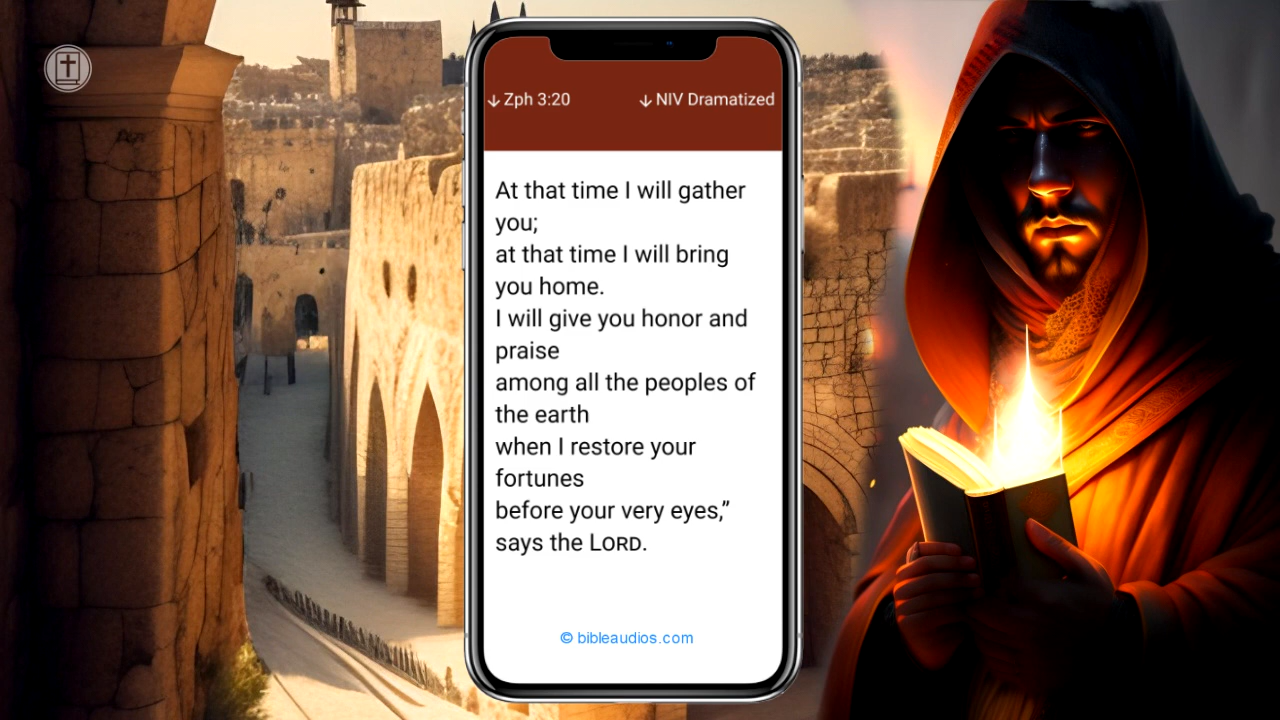 ↓ Zph 3:20
↓ NIV Dramatized
At that time I will gather
you;
at that time I will bring
you home.
I will give you honor and
praise
among all the peoples of
the earth
when I restore your
fortunes
before your very eyes,”
says the LORD.
© bibleaudios.com